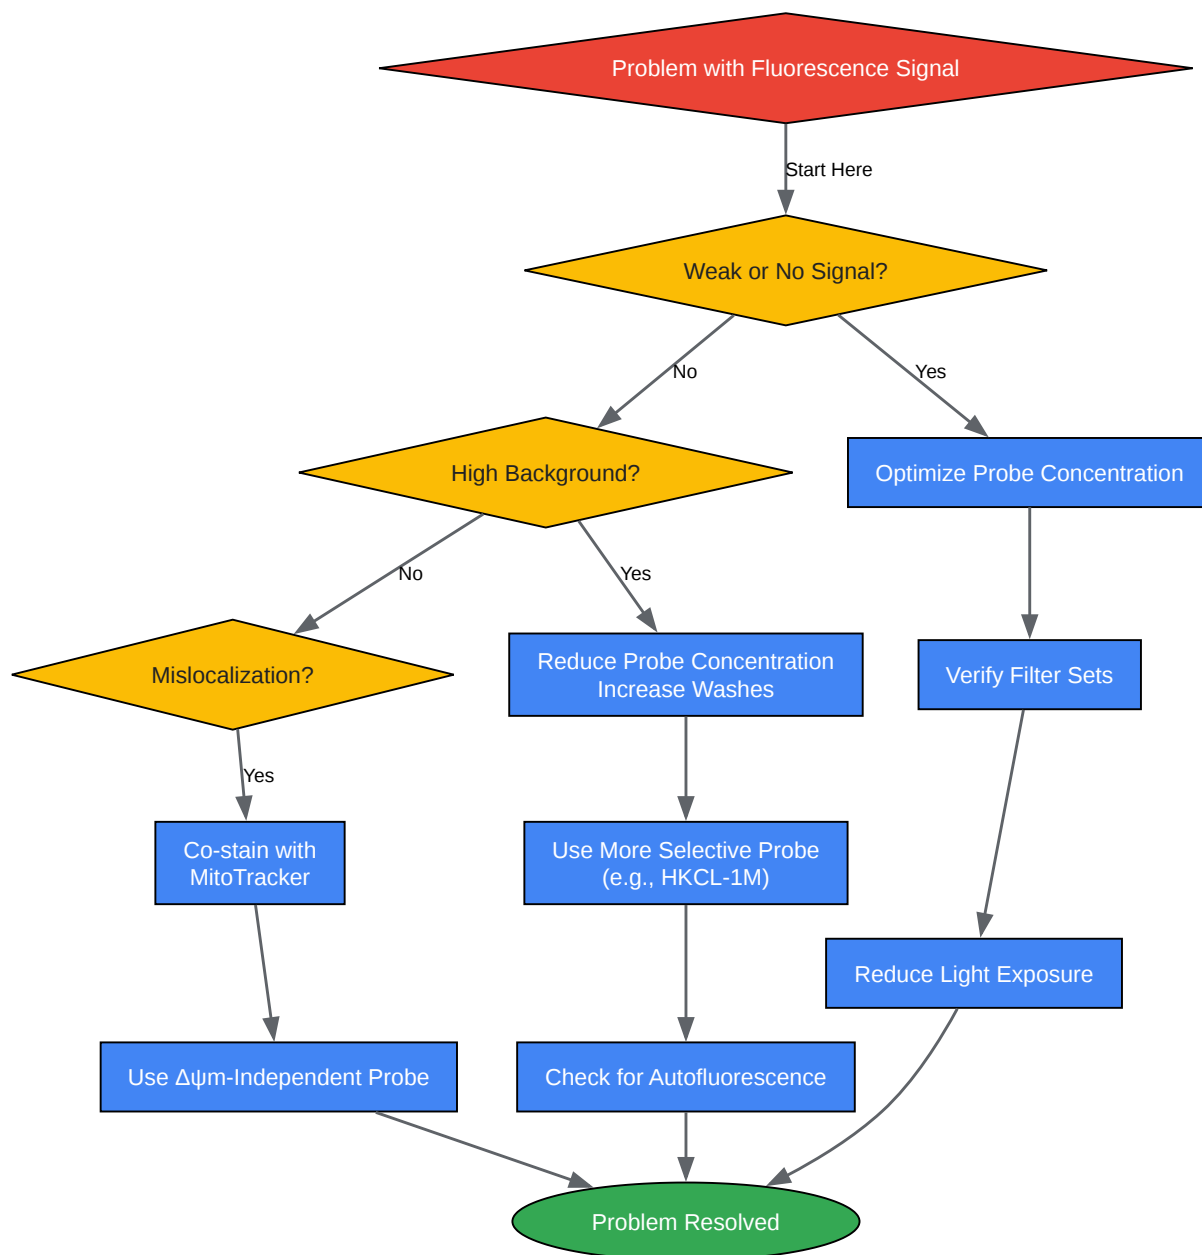 Problem with Fluorescence Signal
Start Here
Weak or No Signal?
No
Yes
High Background?
Optimize Probe Concentration
No
Yes
Mislocalization?
Reduce Probe Concentration
Increase Washes
Verify Filter Sets
Yes
Co-stain with
MitoTracker
Use More Selective Probe
(e.g., HKCL-1M)
Reduce Light Exposure
Use Δψm-Independent Probe
Check for Autofluorescence
Problem Resolved